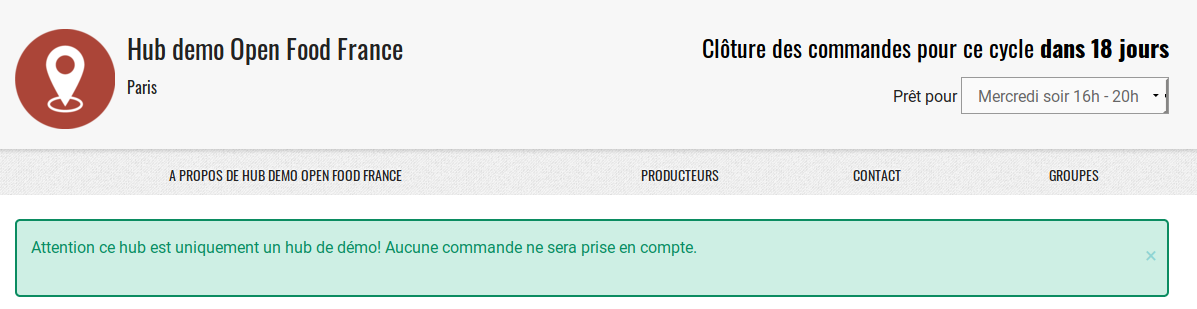 Hub demo Open Food France
Paris
Clôture des commandes pour ce cycle dans 18 jours
Prêt pour Mercredi soir 16h - 20h
A PROPOS DE HUB DEMO OPEN FOOD FRANCE PRODUCTEURS CONTACT GROUPES
Attention ce hub est uniquement un hub de démo! Aucune commande ne sera prise en compte.
×